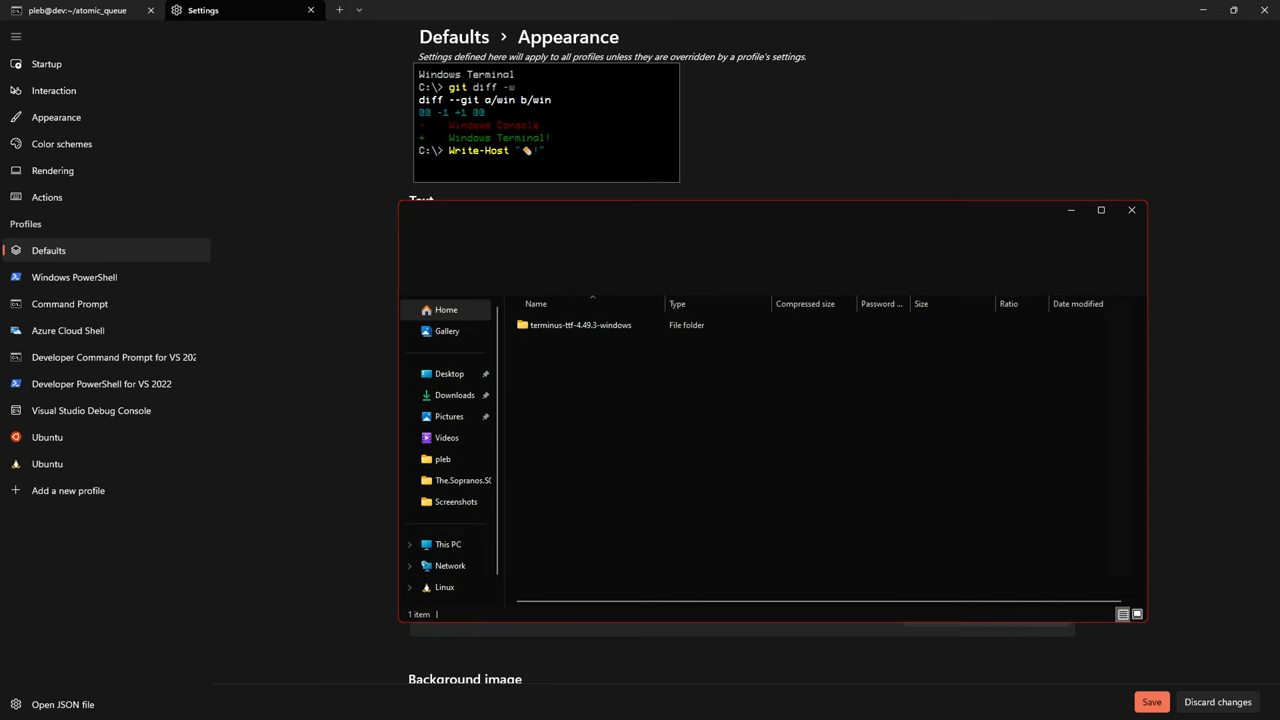 pleb@dev:~/atomic_queue
Settings
Startup
Interaction
Appearance
Color schemes
Rendering
Actions
Profiles
Defaults
Windows PowerShell
Command Prompt
Azure Cloud Shell
Developer Command Prompt for VS 202
Developer PowerShell for VS 2022
Visual Studio Debug Console
Ubuntu
Ubuntu
Add a new profile
Open JSON file
Defaults > Appearance
Settings defined here will apply to all profiles unless they are overridden by a profile's settings.
Windows Terminal
C:\> git diff -w
diff --git a/win b/win
@@ -1 +1 @@
- Windows Console
+ Windows Terminal!
C:\> Write-Host "✏️!"
Text
Name Type Compressed size Password ... Size Ratio Date modified
terminus-ttf-4.49.3-windows File folder
Home
Gallery
Desktop
Downloads
Pictures
Videos
pleb
The.Sopranos.S(
Screenshots
This PC
Network
Linux
1 item
Background image
Save Discard changes